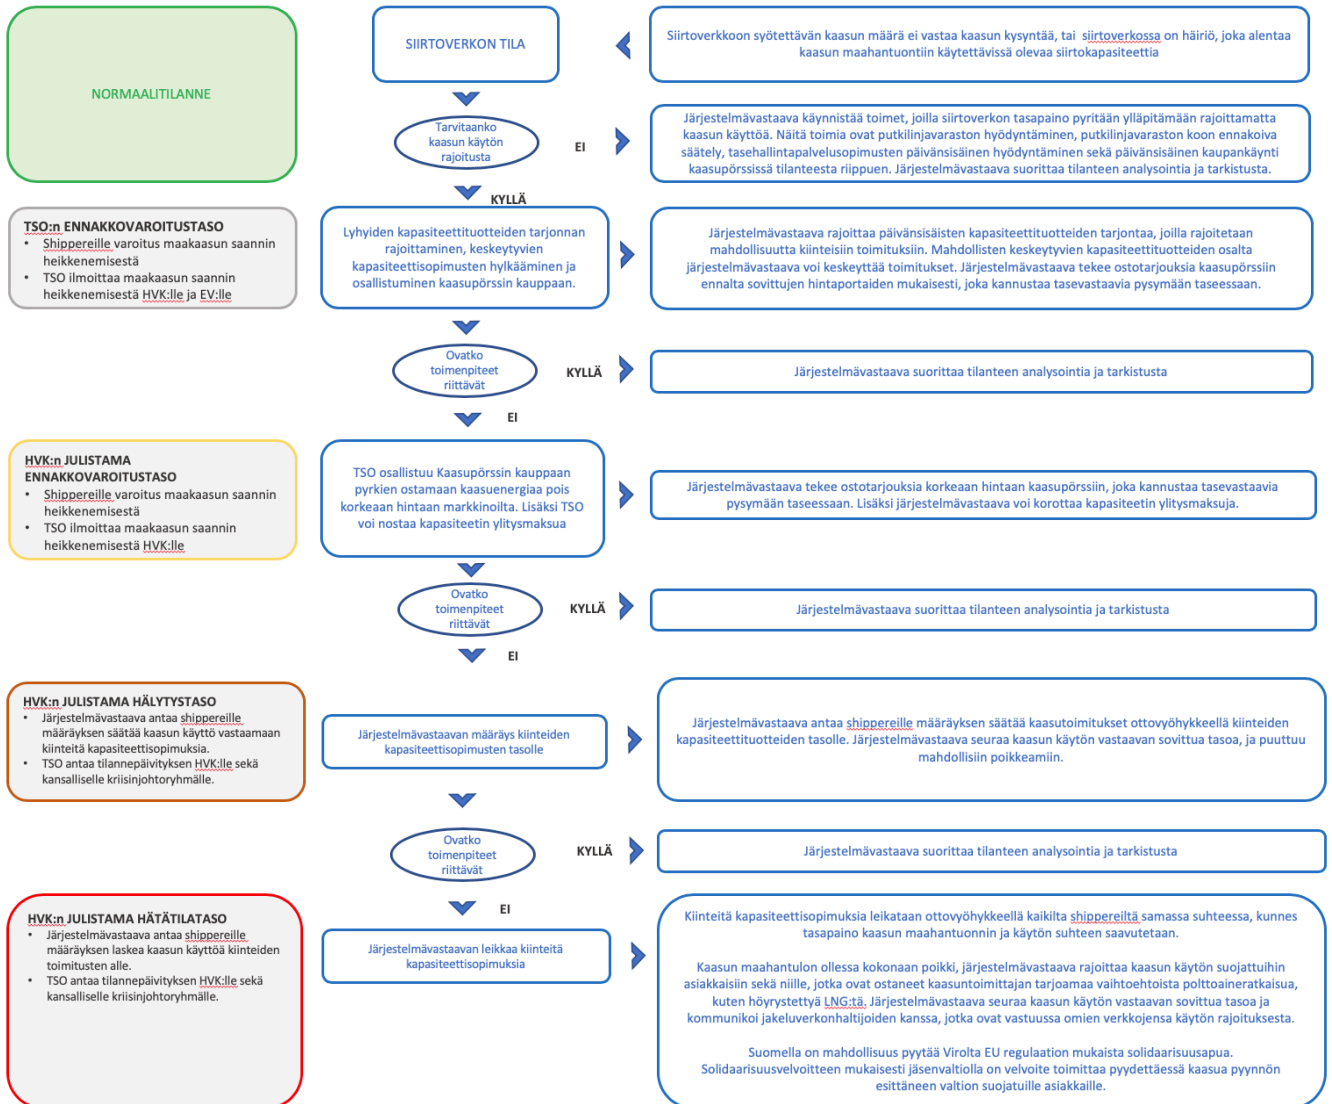 NORMAALITILANNE
SIIRTOVERKON TILA
Siirtoverkkoon syötettävän kaasun määrä ei vastaa kaasun kysyntää, tai siirtoverkossa on häiriö, joka alentaa
kaasun maahantuontiin käytettävissä olevaa siirtokapasiteettia
Tarvitaanko
kaasun käytön
rajoitusta
EI
Järjestelmävastaava käynnistää toimet, joilla siirtoverkon tasapaino pyritään ylläpitämään rajoittamatta
kaasun käyttöä. Näitä toimia ovat putkilinjavaraston hyödyntäminen, putkilinjavaraston koon ennakoiva
säätely, tasehallintapalvelusopimusten päivänsisäinen hyödyntäminen sekä päivänsisäinen kaupankäynti
kaasupörssissä tilanteesta riippuen. Järjestelmävastaava suorittaa tilanteen analysointia ja tarkistusta.
KYLLÄ
TSO:n ENNAKKOVAROITUSTASO
• Shippereille varoitus maakaasun saannin
heikkenemisestä
• TSO ilmoittaa maakaasun saannin
heikkenemisestä HVK:lle ja EV:lle
Lyhyiden kapasiteettituotteiden tarjonnan
rajoittaminen, keskeytyvien
kapasiteettisopimusten hylkääminen ja
osallistuminen kaasupörssin kauppaan.
Järjestelmävastaava rajoittaa päivänsisäisten kapasiteettituotteiden tarjontaa, joilla rajoitetaan
mahdollisuutta kiinteisiin toimituksiin. Mahdollisten keskeytyvien kapasiteettituotteiden osalta
järjestelmävastaava voi keskeyttää toimitukset. Järjestelmävastaava tekee ostotarjouksia kaasupörssiin
ennalta sovittujen hintaportaiden mukaisesti, joka kannustaa tasevastaavia pysymään taseessaan.
Ovatko
toimenpiteet
riittävät
KYLLÄ
Järjestelmävastaava suorittaa tilanteen analysointia ja tarkistusta
EI
HVK:n JULISTAMA
ENNAKKOVAROITUSTASO
• Shippereille varoitus maakaasun saannin
heikkenemisestä
• TSO ilmoittaa maakaasun saannin
heikkenemisestä HVK:lle
TSO osallistuu Kaasupörssin kauppaan
pyrkien ostamaan kaasuenergiaa pois
korkeaan hintaan markkinoilta. Lisäksi TSO
voi nostaa kapasiteetin ylitysmaksua
Järjestelmävastaava tekee ostotarjouksia korkeaan hintaan kaasupörssiin, joka kannustaa tasevastaavia
pysymään taseessaan. Lisäksi järjestelmävastaava voi korottaa kapasiteetin ylitysmaksuja.
Ovatko
toimenpiteet
riittävät
KYLLÄ
Järjestelmävastaava suorittaa tilanteen analysointia ja tarkistusta
EI
HVK:n JULISTAMA HÄLYTYSTASO
• Järjestelmävastaava antaa shippereille
määräyksen säätää kaasun käyttö vastaamaan
kiinteitä kapasiteettisopimuksia.
• TSO antaa tilannepäivityksen HVK:lle sekä
kansalliselle kriisinjohtoryhmälle.
Järjestelmävastaavan määräys kiinteiden
kapasiteettisopimusten tasolle
Järjestelmävastaava antaa shippereille määräyksen säätää kaasutoimitukset ottovyöhykkeellä kiinteiden
kapasiteettituotteiden tasolle. Järjestelmävastaava seuraa kaasun käytön vastaavan sovittua tasoa, ja puuttuu
mahdollisiin poikkeamiin.
Ovatko
toimenpiteet
riittävät
KYLLÄ
Järjestelmävastaava suorittaa tilanteen analysointia ja tarkistusta
EI
HVK:n JULISTAMA HÄTÄTILATASO
• Järjestelmävastaava antaa shippereille
määräyksen laskea kaasun käyttöä kiinteiden
toimitusten alle.
• TSO antaa tilannepäivityksen HVK:lle sekä
kansalliselle kriisinjohtoryhmälle.
Järjestelmävastaavan leikkaa kiinteitä
kapasiteettisopimuksia
Kiinteitä kapasiteettisopimuksia leikataan ottovyöhykkeellä kaikilta shippereiltä samassa suhteessa, kunnes
tasapaino kaasun maahantuonnin ja käytön suhteen saavutetaan.
Kaasun maahantulon ollessa kokonaan poikki, järjestelmävastaava rajoittaa kaasun käytön suojattuihin
asiakkaisiin sekä niille, jotka ovat ostaneet kaasuntoimittajan tarjoamaa vaihtoehtoista polttoaineratkaisua,
kuten höyrystettyä LNG:tä. Järjestelmävastaava seuraa kaasun käytön vastaavan sovittua tasoa ja
kommunikoi jakeluverkonhaltijoiden kanssa, jotka ovat vastuussa omien verkkojensa käytön rajoituksesta.
Suomella on mahdollisuus pyytää Virolta EU regulaation mukaista solidaarisuusapua.
Solidaarisuusvelvoitteen mukaisesti jäsenvaltiolla on velvoite toimittaa pyydettäessä kaasua pyynnön
esittäneen valtion suojatuille asiakkaille.